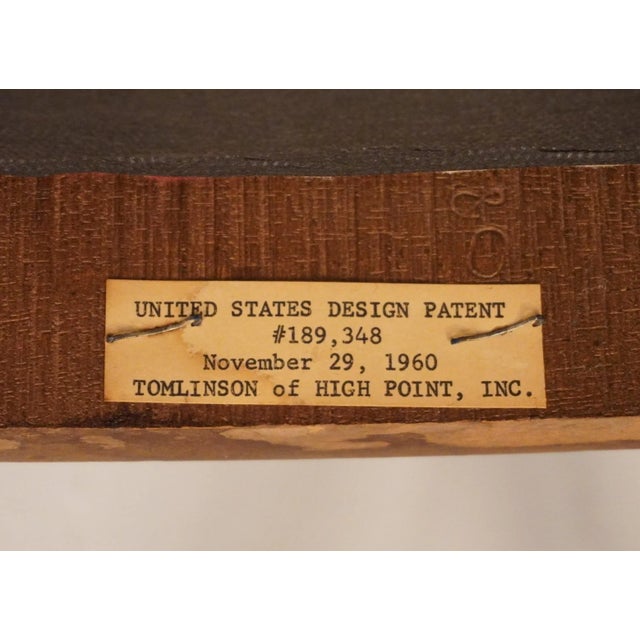 UNITED STATES DESIGN PATENT
#189,348
November 29, 1960
TOMLINSON of HIGH POINT, INC.